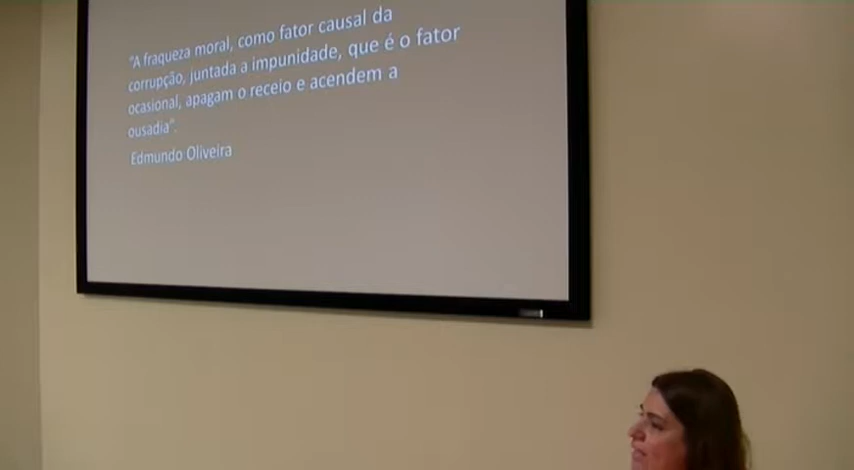 “A fraqueza moral, como fator causal da
corrupção, juntada a impunidade, que é o fator
ocasional, apagam o receio e acendem a
ousadia”.
Edmundo Oliveira